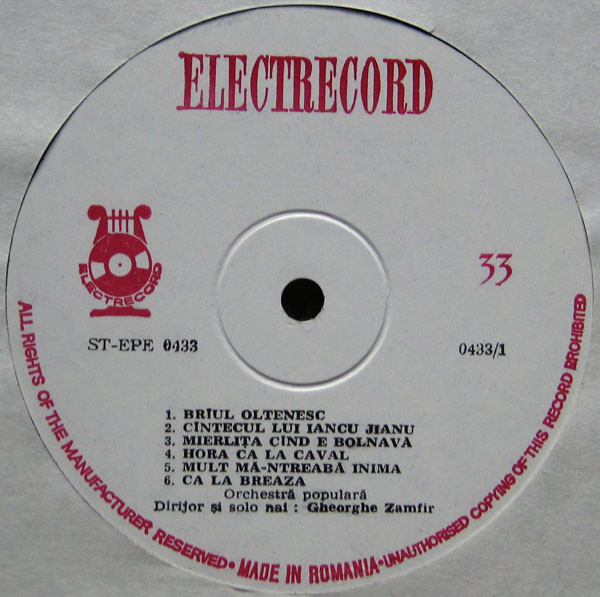 ELECTRECORD
ELECTRECORD
33
ST-EPE 0433
0433/1
1. BRÎUL OLTENESC
2. CÎNTECUL LUI IANCU JIANU
3. MIERLIȚA CÎND E BOLNAVĂ
4. HORA CA LA CAVAL
5. MULT MĂ-NTREABĂ INIMA
6. CA LA BREAZA
Orchestră populară
Dirijor și solo nai : Gheorghe Zamfir
ALL RIGHTS OF THE MANUFACTURER RESERVED • MADE IN ROMANIA • UNAUTHORISED COPYING OF THIS RECORD BROHIBITED